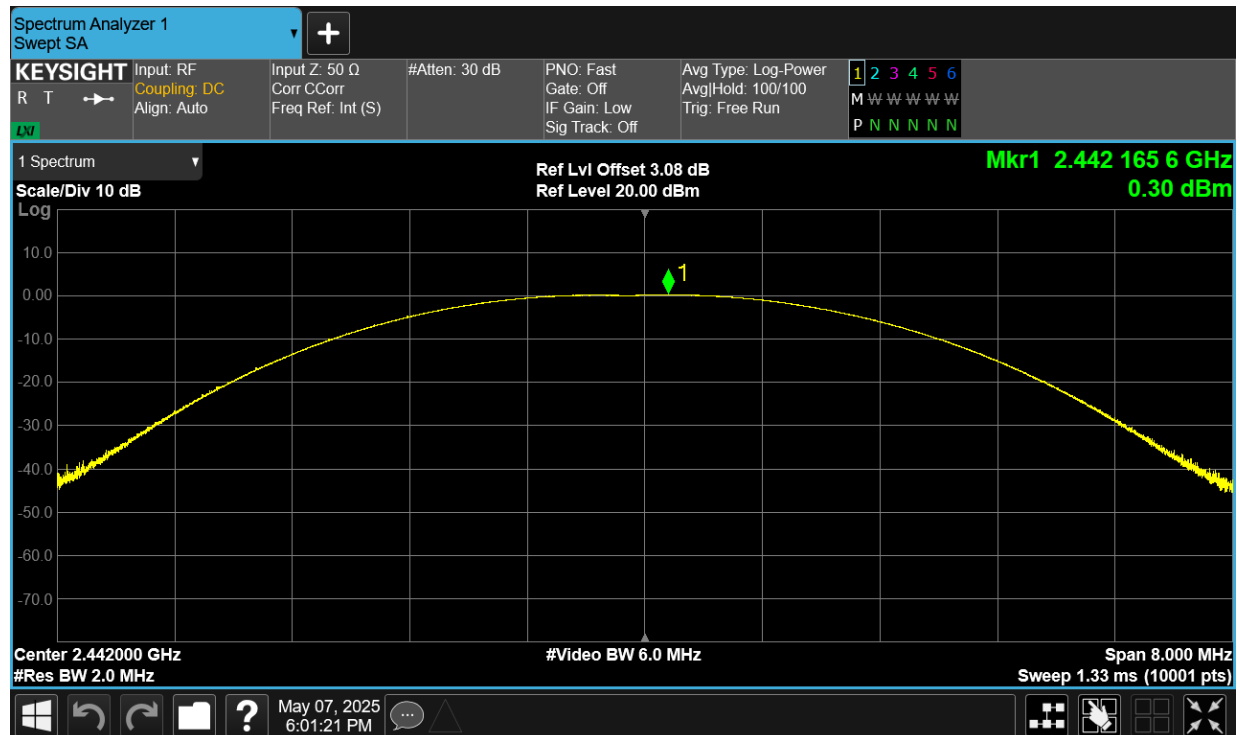 Spectrum Analyzer 1
Swept SA
+
KEYSIGHT
R T
LXI
Input: RF
Coupling: DC
Align: Auto
Input Z: 50 Ω
Corr CCorr
Freq Ref: Int (S)
#Atten: 30 dB
PNO: Fast
Gate: Off
IF Gain: Low
Sig Track: Off
Avg Type: Log-Power
Avg|Hold: 100/100
Trig: Free Run
1 2 3 4 5 6
M W W W W W
P N N N N N
1 Spectrum
Scale/Div 10 dB
Ref Lvl Offset 3.08 dB
Ref Level 20.00 dBm
Mkr1 2.442 165 6 GHz
0.30 dBm
Log
10.0
0.00
-10.0
-20.0
-30.0
-40.0
-50.0
-60.0
-70.0
1
Center 2.442000 GHz
#Res BW 2.0 MHz
#Video BW 6.0 MHz
Span 8.000 MHz
Sweep 1.33 ms (10001 pts)
?
May 07, 2025
6:01:21 PM